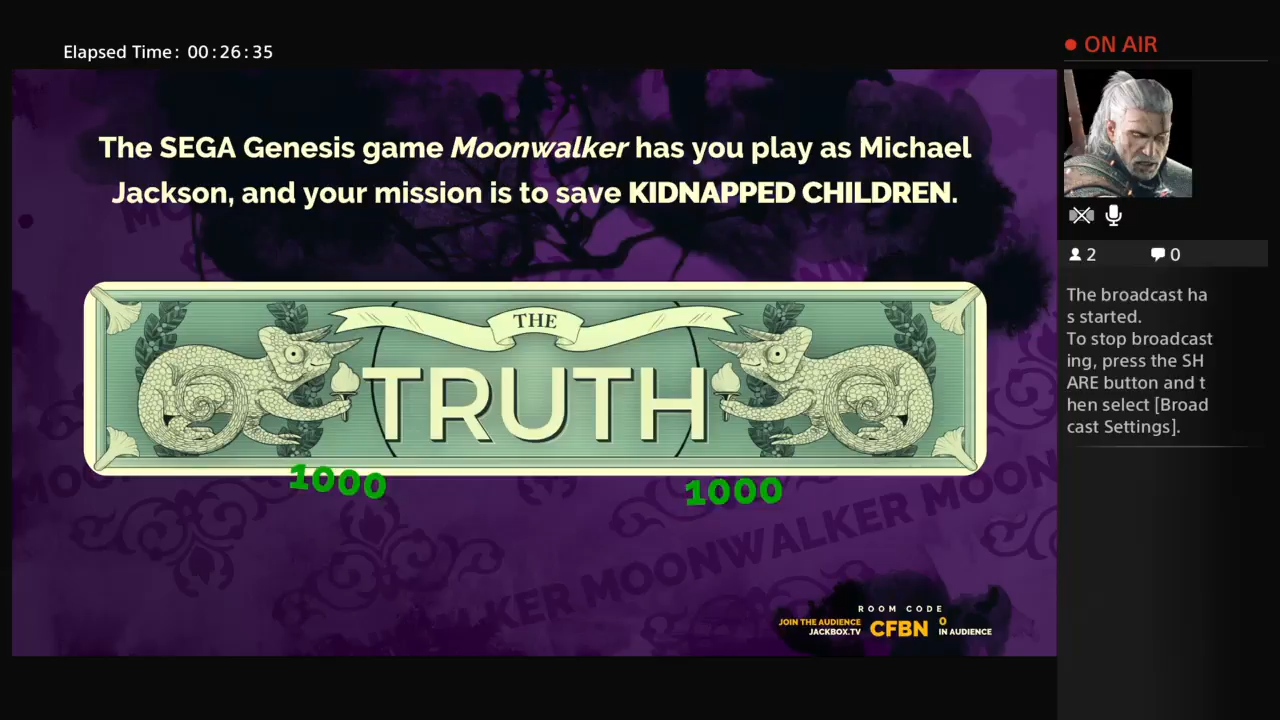 Elapsed Time: 00:26:35
ON AIR
The SEGA Genesis game Moonwalker has you play as Michael
Jackson, and your mission is to save KIDNAPPED CHILDREN.
THE
TRUTH
1000
1000
MOONWALKER MOONWALKER MOON
ROOM CODE
JOIN THE AUDIENCE
JACKBOX.TV
CFBN
0
IN AUDIENCE
2
0
The broadcast ha
s started.
To stop broadcast
ing, press the SH
ARE button and t
hen select [Broad
cast Settings].